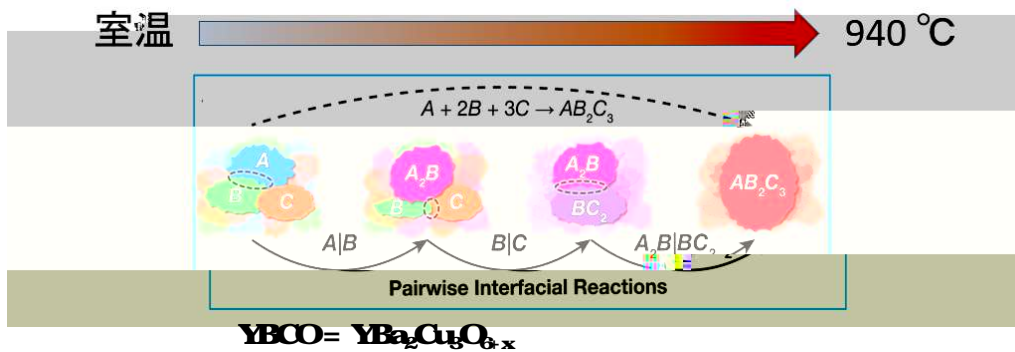 室温 940 ℃
A + 2B + 3C → AB₂C₃
A
B
C
A₂B
B
C
A₂B
BC₂
AB₂C₃
A|B
B|C
A₂B|BC₂
Pairwise Interfacial Reactions
YBCO = YBa₂Cu₃O₆₊ₓ